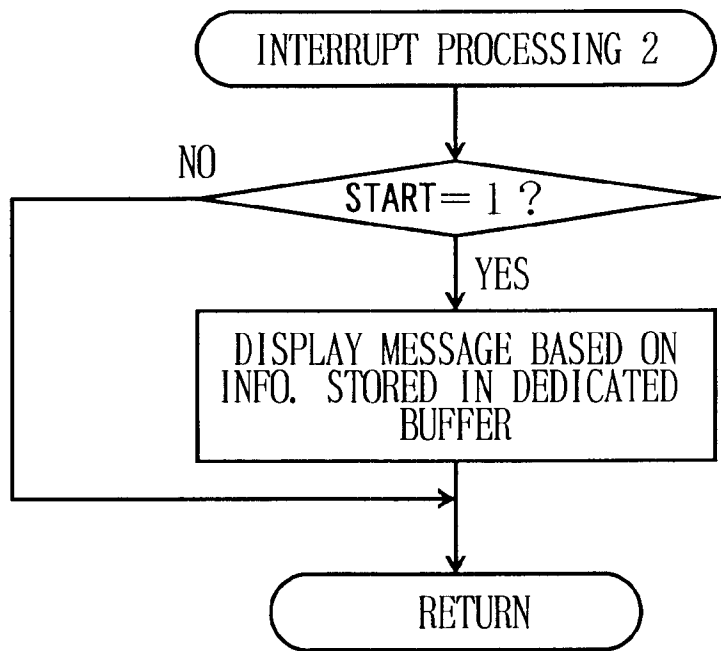 INTERRUPT PROCESSING 2
NO
START=1?
YES
DISPLAY MESSAGE BASED ON
INFO. STORED IN DEDICATED
BUFFER
RETURN